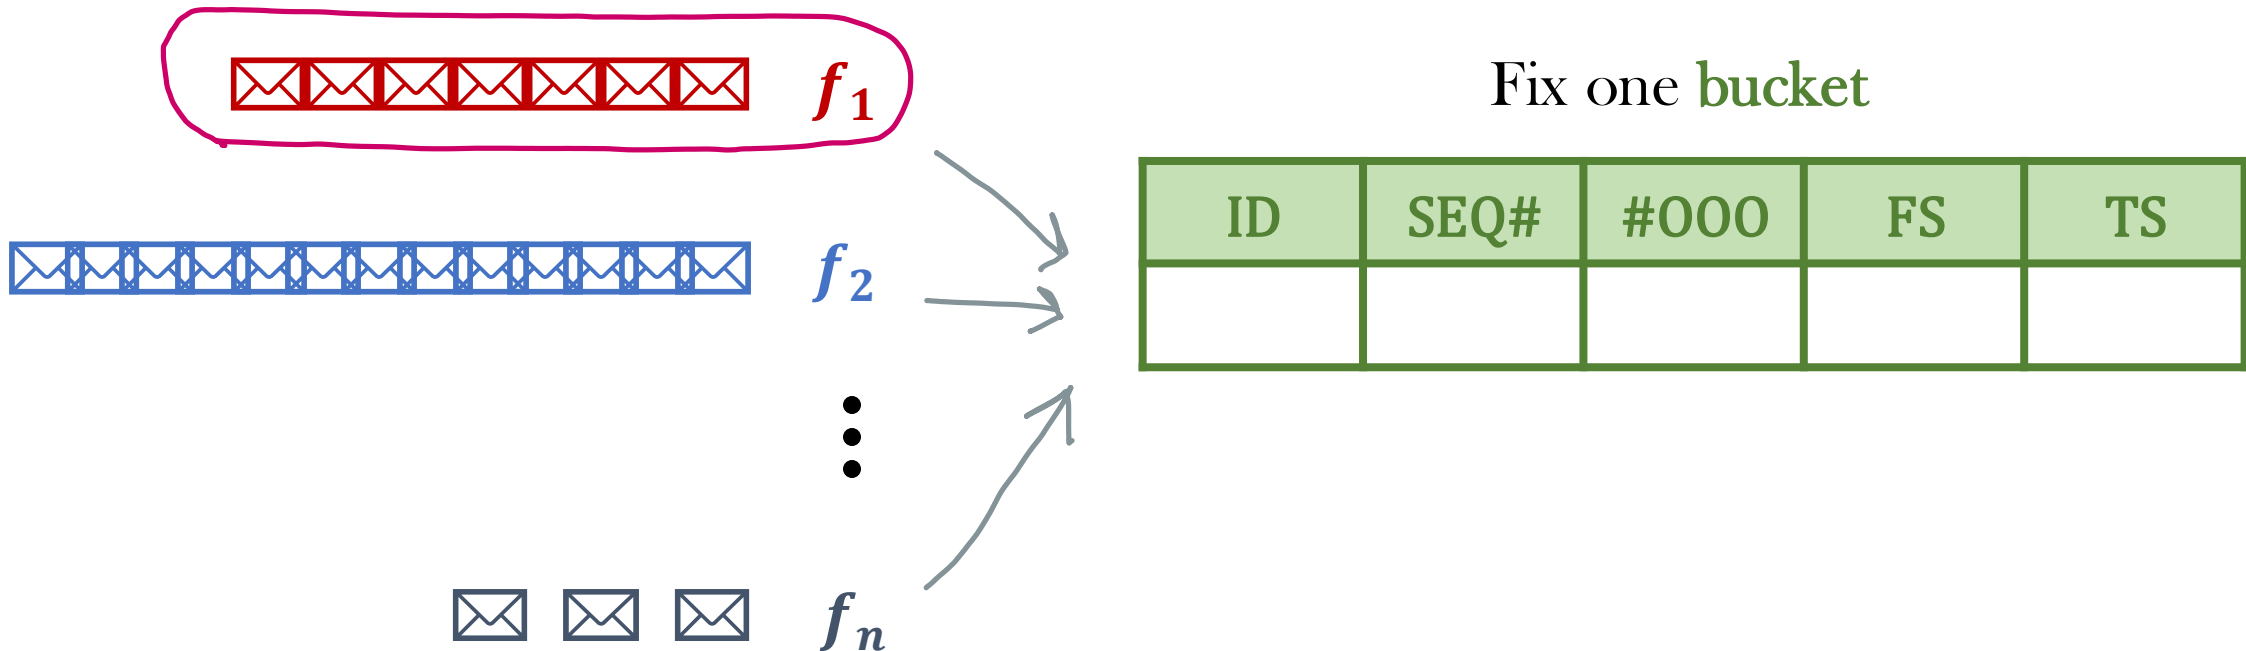 f1
Fix one bucket
ID SEQ# #OOO FS TS
f2
fn